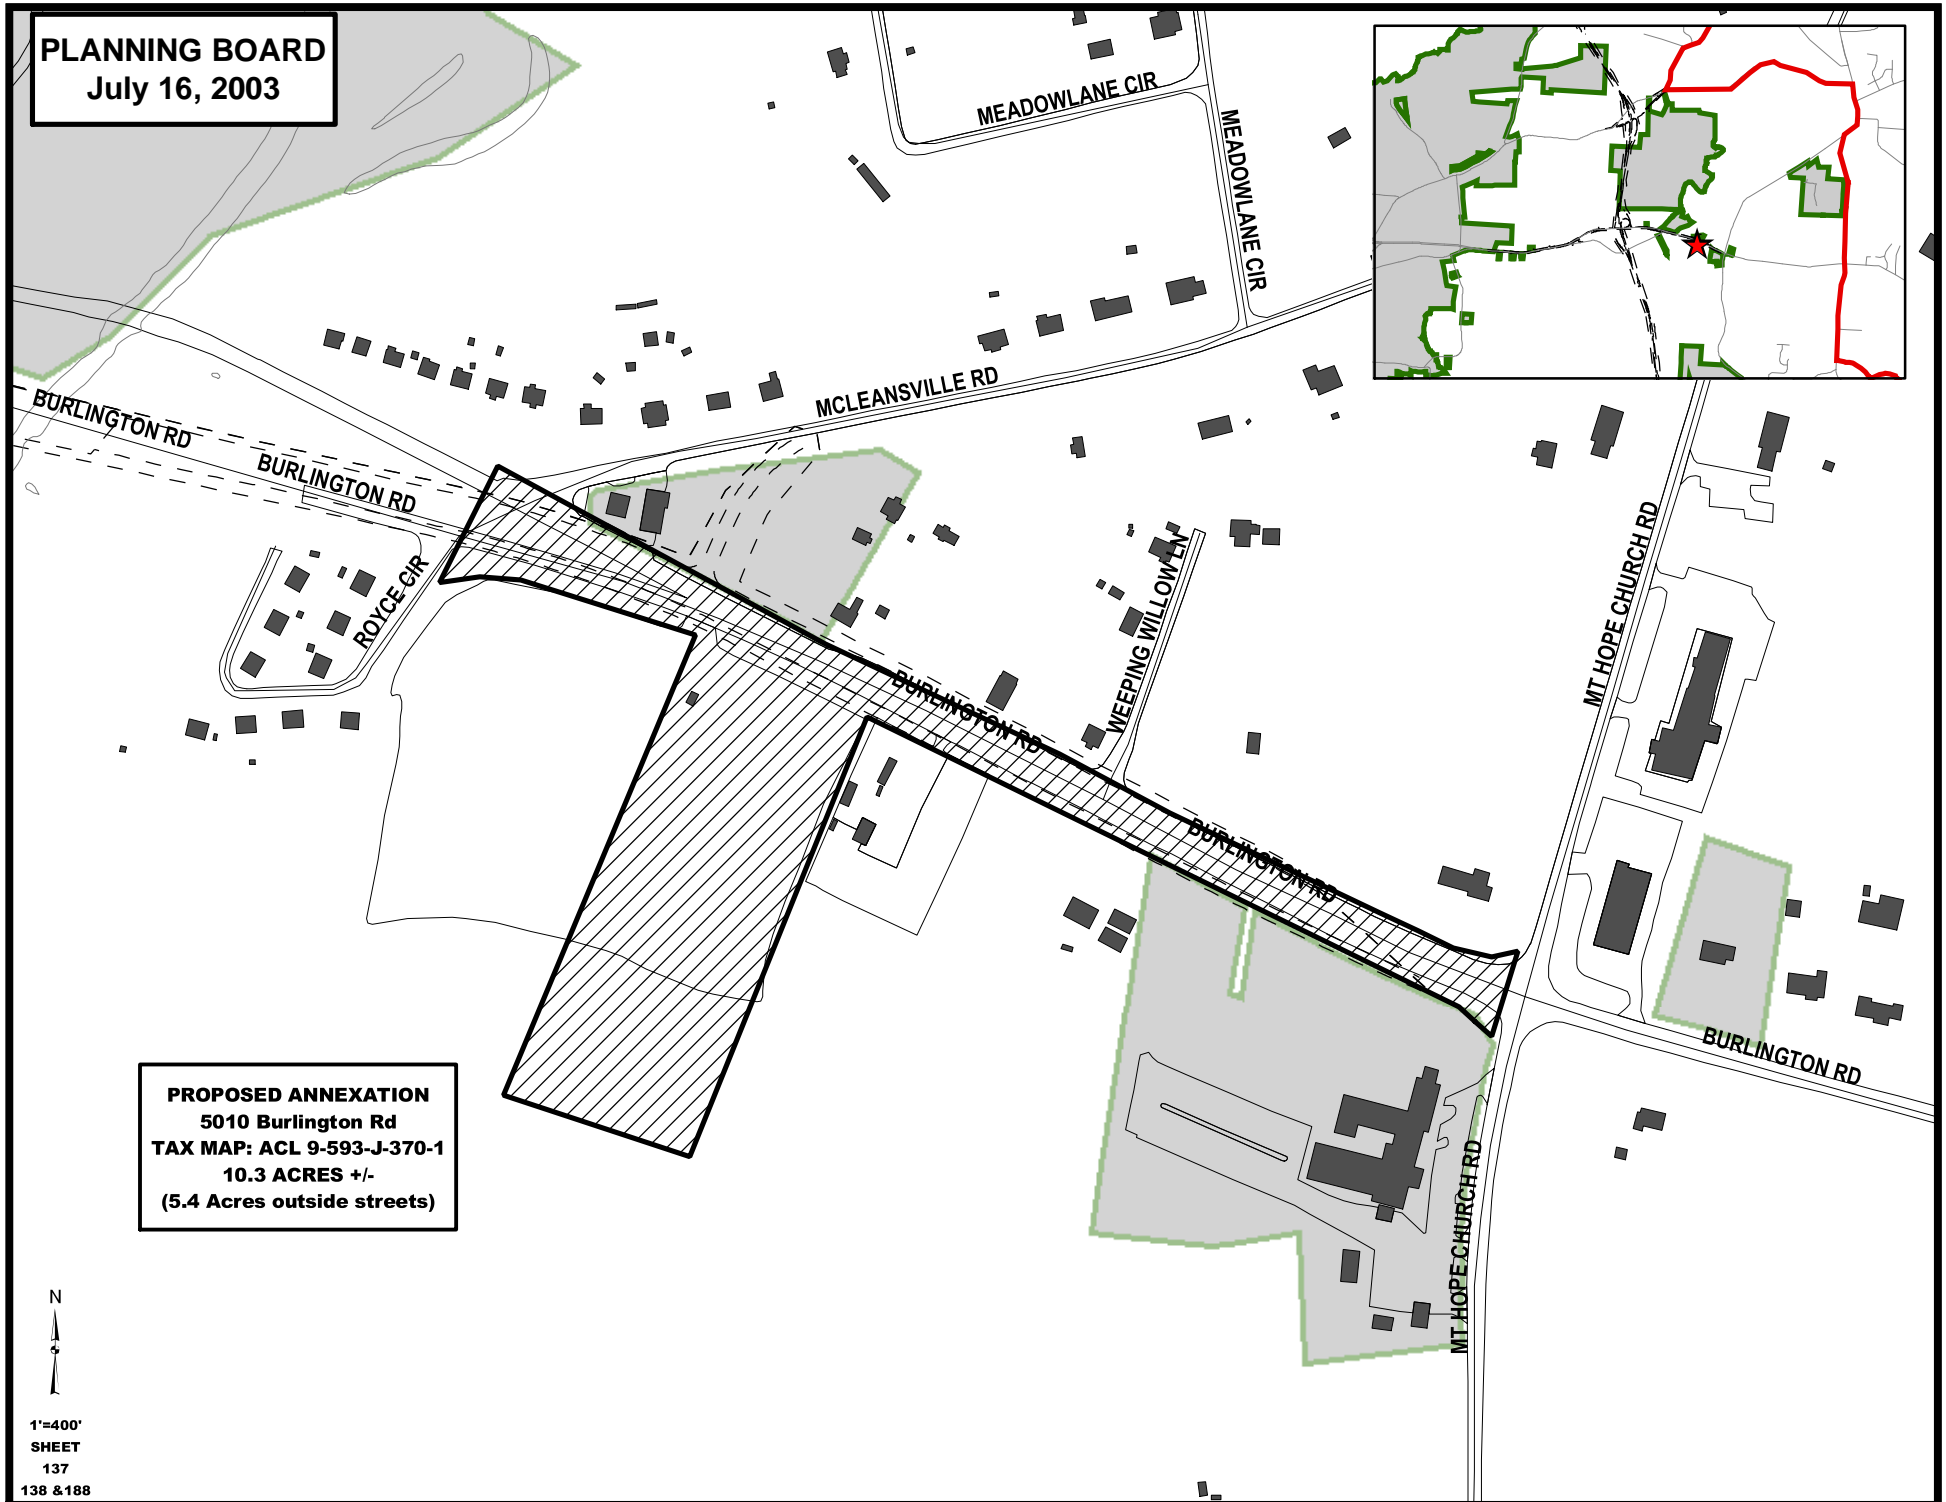 PLANNING BOARD
July 16, 2003
MEADOWLANE CIR
MEADOWLANE CIR
MCLEANSVILLE RD
BURLINGTON RD
BURLINGTON RD
ROYCE CIR
WEEPING WILLOW LN
MT HOPE CHURCH RD
BURLINGTON RD
BURLINGTON RD
BURLINGTON RD
MT HOPE CHURCH RD
PROPOSED ANNEXATION
5010 Burlington Rd
TAX MAP: ACL 9-593-J-370-1
10.3 ACRES +/-
(5.4 Acres outside streets)
N
1'=400'
SHEET
137
138 &188